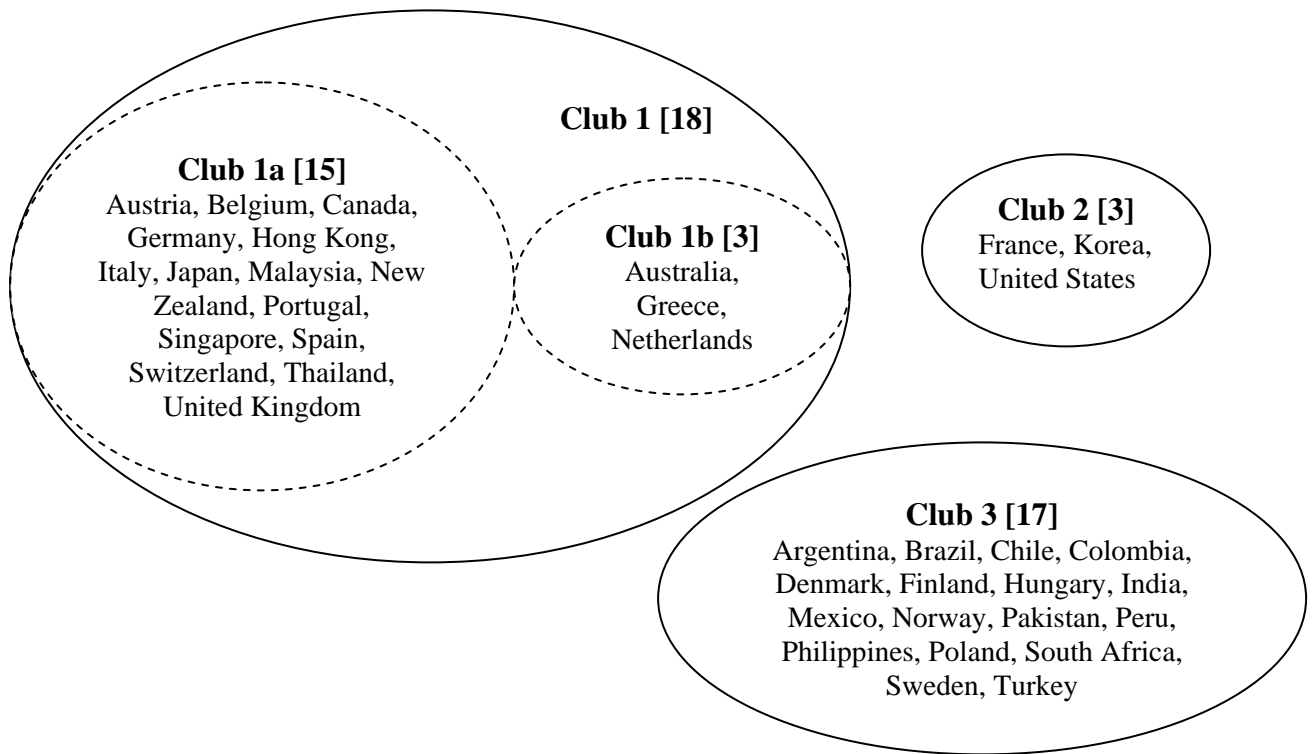 Club 1 [18]
Club 1a [15]
Austria, Belgium, Canada,
Germany, Hong Kong,
Italy, Japan, Malaysia, New
Zealand, Portugal,
Singapore, Spain,
Switzerland, Thailand,
United Kingdom
Club 1b [3]
Australia,
Greece,
Netherlands
Club 2 [3]
France, Korea,
United States
Club 3 [17]
Argentina, Brazil, Chile, Colombia,
Denmark, Finland, Hungary, India,
Mexico, Norway, Pakistan, Peru,
Philippines, Poland, South Africa,
Sweden, Turkey